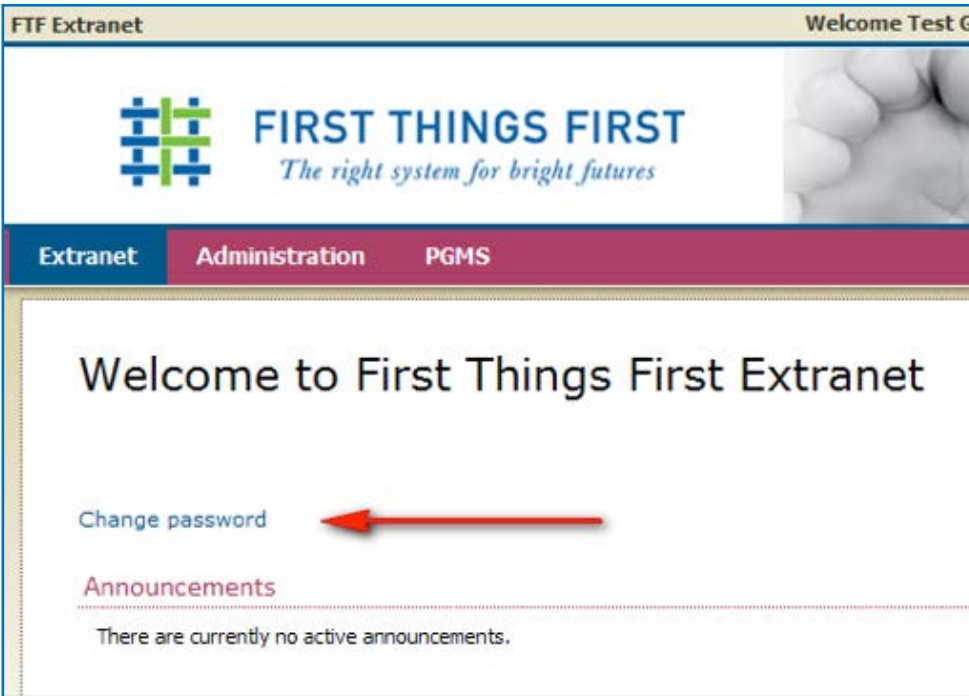 FTF Extranet Welcome Test
FIRST THINGS FIRST
The right system for bright futures
Extranet Administration PGMS
Welcome to First Things First Extranet
Change password
Announcements
There are currently no active announcements.